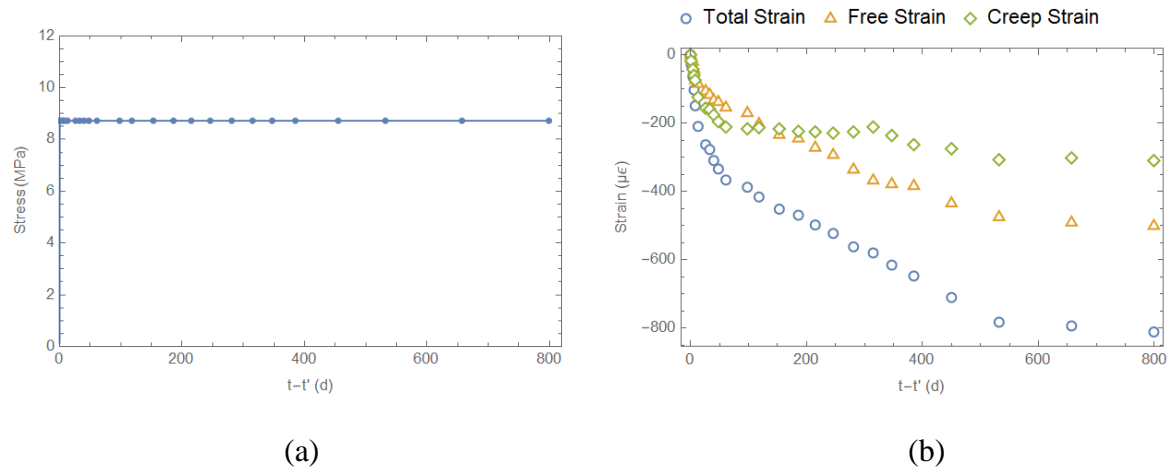 Total Strain Free Strain Creep Strain
12
10
8
6
4
2
0
Stress (MPa)
0 200 400 600 800
t-t' (d)
0
-200
-400
-600
-800
Strain (με)
0 200 400 600 800
t-t' (d)
(a) (b)